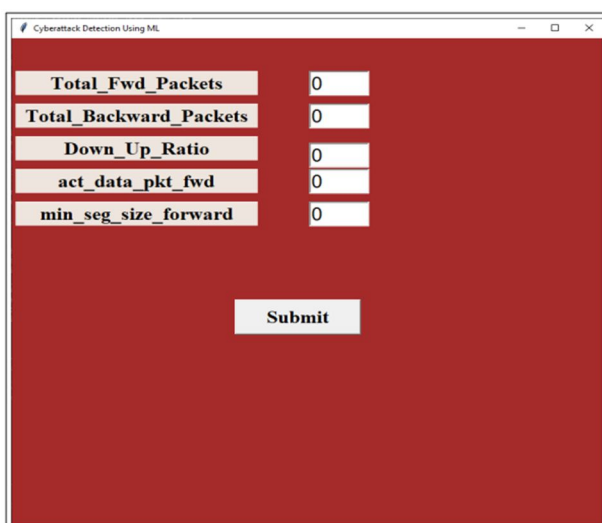 Cyberattack Detection Using ML
Total_Fwd_Packets 0
Total_Backward_Packets 0
Down_Up_Ratio 0
act_data_pkt_fwd 0
min_seg_size_forward 0
Submit